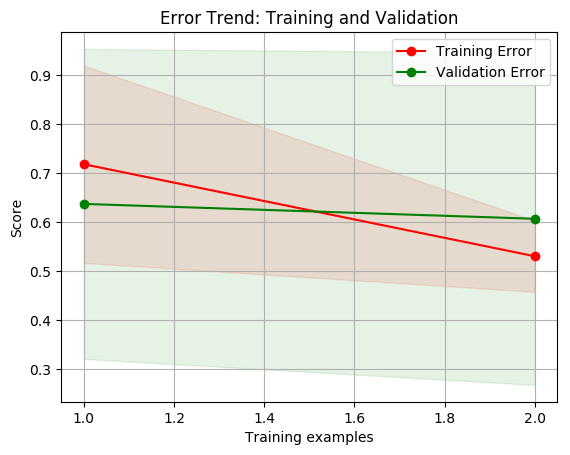 Error Trend: Training and Validation
Training Error
Validation Error
0.9
0.8
0.7
0.6
0.5
0.4
0.3
Score
1.0 1.2 1.4 1.6 1.8 2.0
Training examples